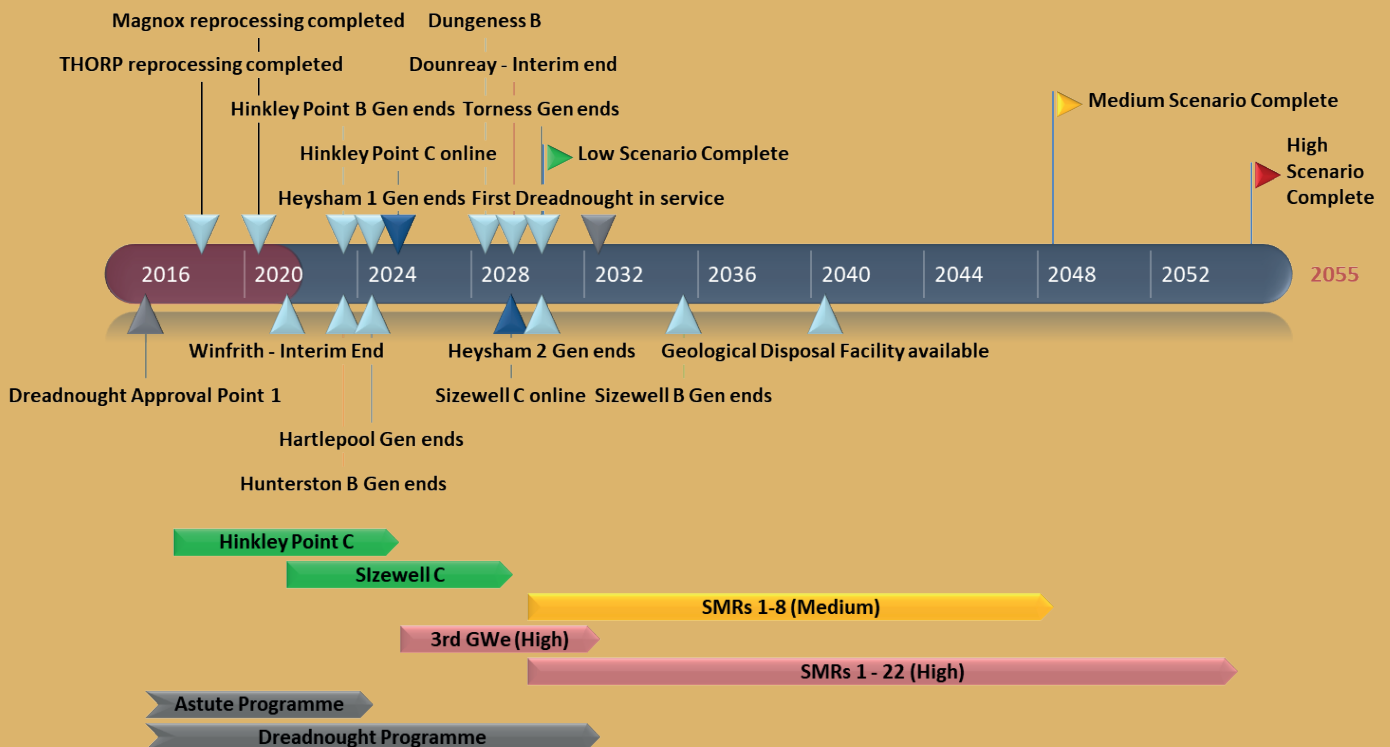 Magnox reprocessing completed
Dungeness B
THORP reprocessing completed
Dounreay - Interim end
Hinkley Point B Gen ends
Torness Gen ends
Medium Scenario Complete
Hinkley Point C online
Low Scenario Complete
High
Scenario
Complete
Heysham 1 Gen ends
First Dreadnought in service
2016
2020
2024
2028
2032
2036
2040
2044
2048
2052
2055
Winfrith - Interim End
Heysham 2 Gen ends
Geological Disposal Facility available
Dreadnought Approval Point 1
Sizewell C online
Sizewell B Gen ends
Hartlepool Gen ends
Hunterston B Gen ends
Hinkley Point C
SIzewell C
SMRs 1-8 (Medium)
3rd GWe (High)
SMRs 1 - 22 (High)
Astute Programme
Dreadnought Programme